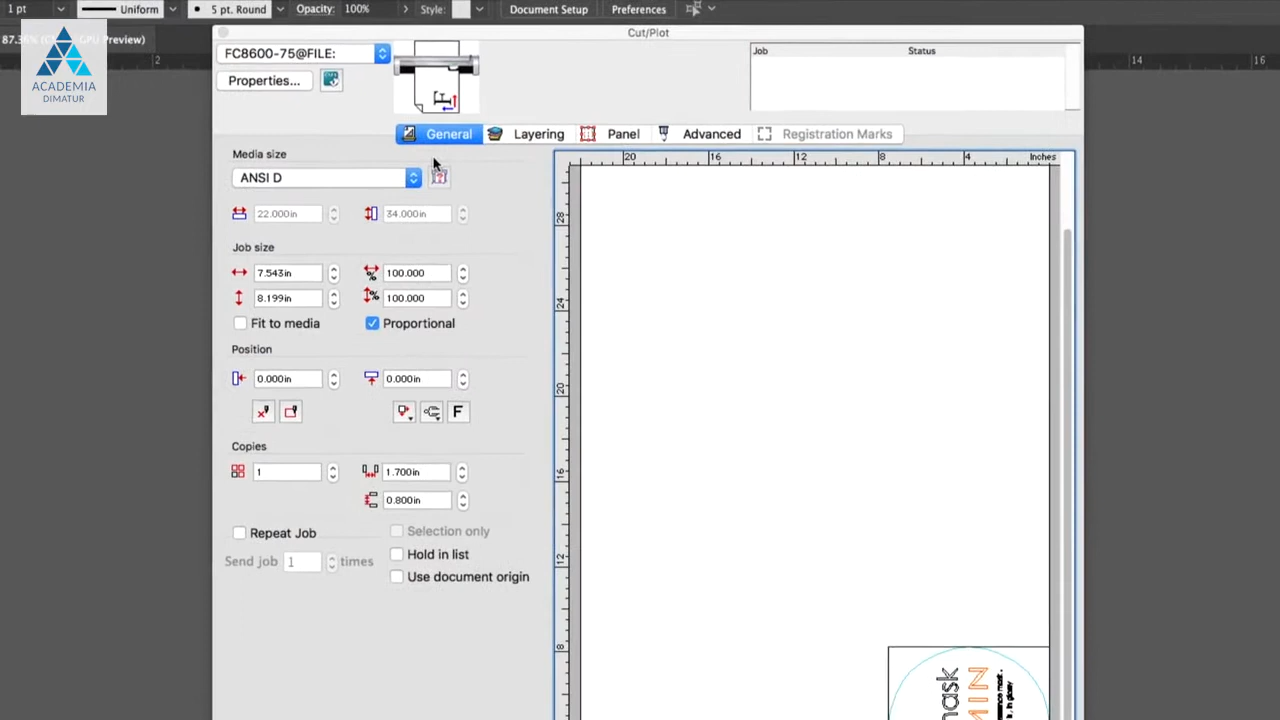 1 pt Uniform 5 pt. Round Opacity: 100% Style: Document Setup Preferences
Preview)
ACADEMIA
DIMATUR
Cut/Plot
FC8600-75@FILE:
Properties...
Job Status
General Layering Panel Advanced Registration Marks
2 14 16
Media size
ANSI D
22.000in 34.000in
Job size
7.543in 100.000
8.199in 100.000
Fit to media Proportional
Position
0.000in 0.000in
F
Copies
1 1.700in
0.800in
Repeat Job Selection only
Send job 1 times Hold in list
Use document origin
20 16 12 8 4 Inches
28
24
20
16
12
8
mask
MIN